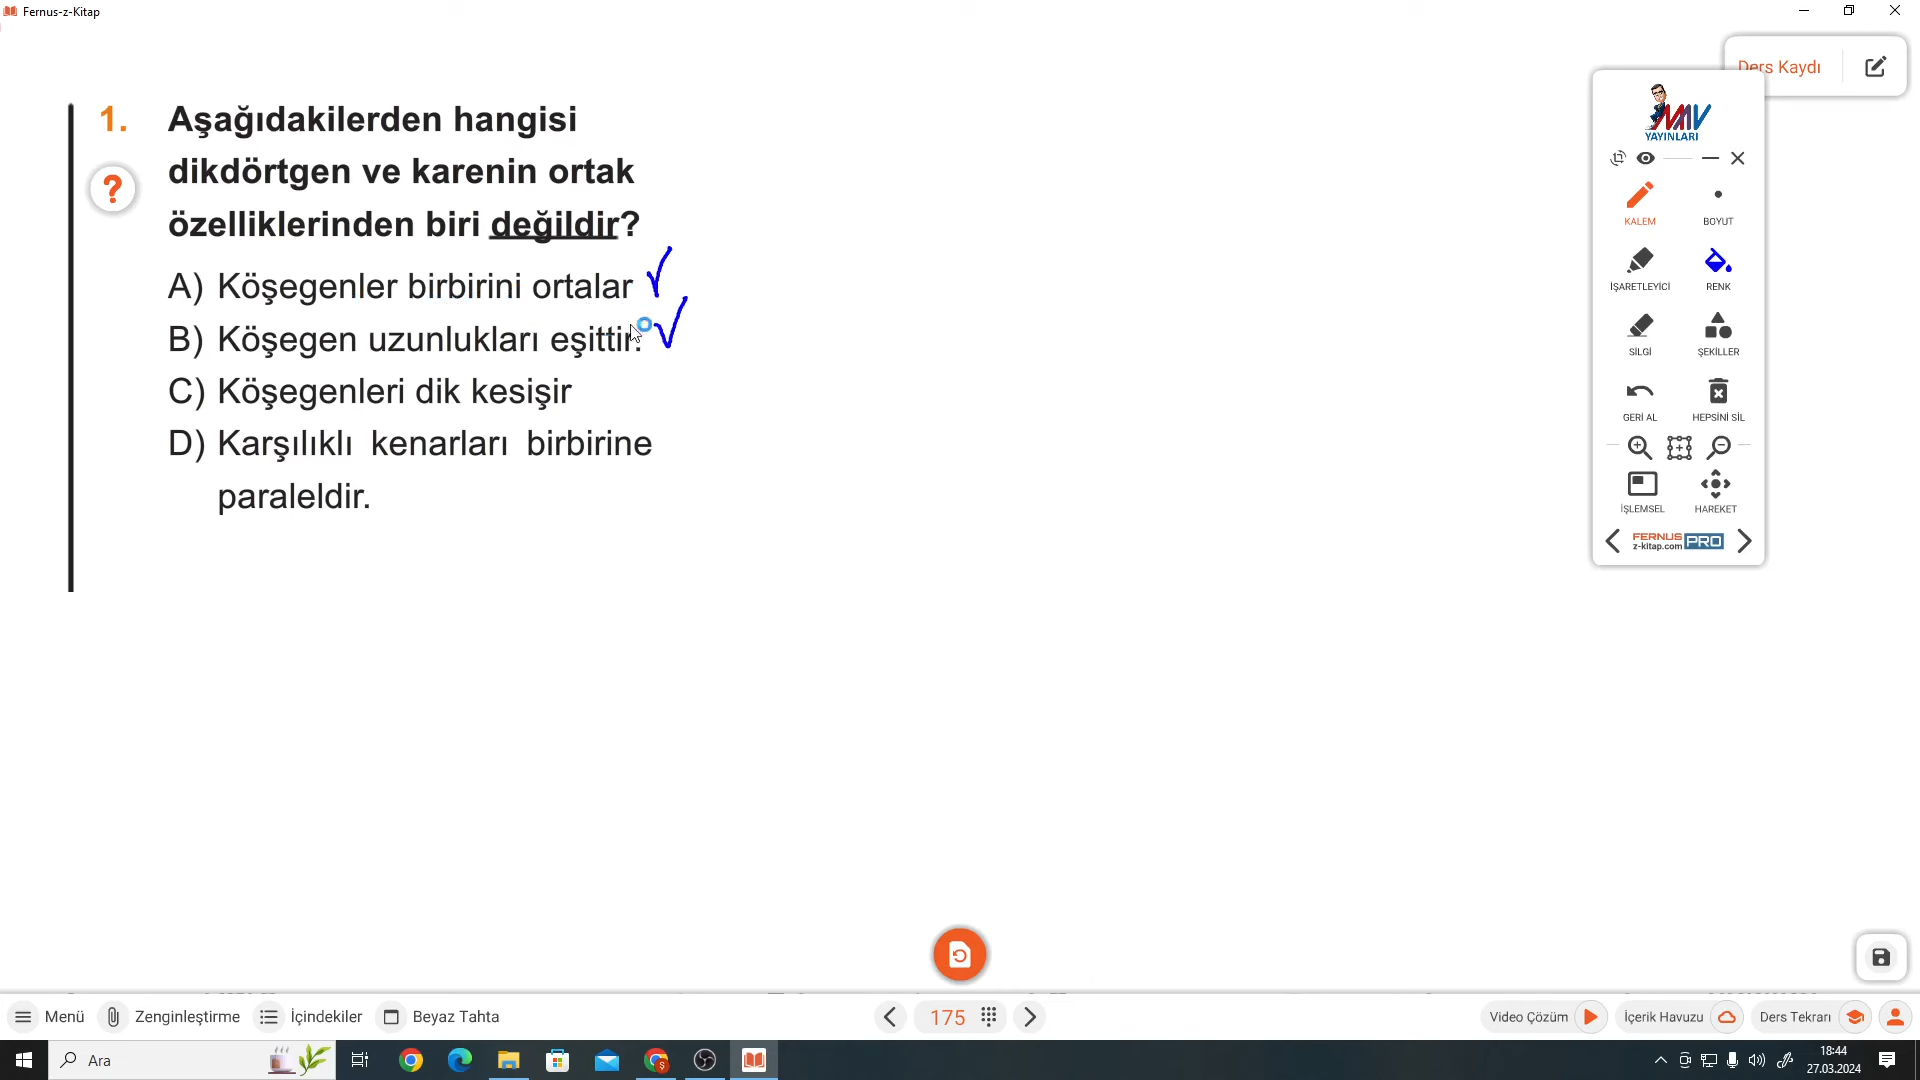 Fernus-z-Kitap
Ders Kaydı
1. Aşağıdakilerden hangisi
dikdörtgen ve karenin ortak
özelliklerinden biri değildir?
A) Köşegenler birbirini ortalar
B) Köşegen uzunlukları eşittir.
C) Köşegenleri dik kesişir
D) Karşılıklı kenarları birbirine
paraleldir.
YAYINLARI
KALEM BOYUT
İŞARETLEYİCİ RENK
SİLGİ ŞEKİLLER
GERİ AL HEPSİNİ SİL
İŞLEMSEL HAREKET
FERNUS
z-kitap.com PRO
Menü Zenginleştirme İçindekiler Beyaz Tahta 175 Video Çözüm İçerik Havuzu Ders Tekrarı
Ara
18:44
27.03.2024